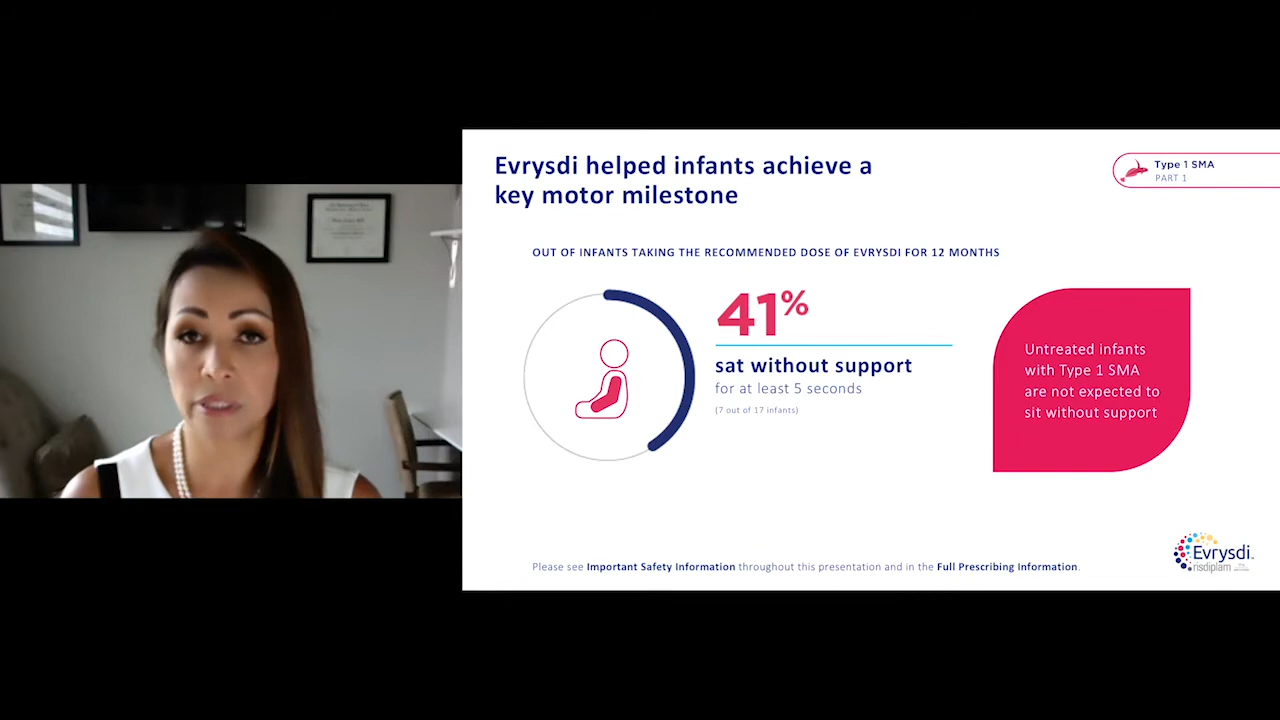 Evrysdi helped infants achieve a
key motor milestone
Type 1 SMA
PART 1
OUT OF INFANTS TAKING THE RECOMMENDED DOSE OF EVRYSDI FOR 12 MONTHS
41%
sat without support
for at least 5 seconds
(7 out of 17 infants)
Untreated infants
with Type 1 SMA
are not expected to
sit without support
Please see Important Safety Information throughout this presentation and in the Full Prescribing Information.
Evrysdi
risdiplam